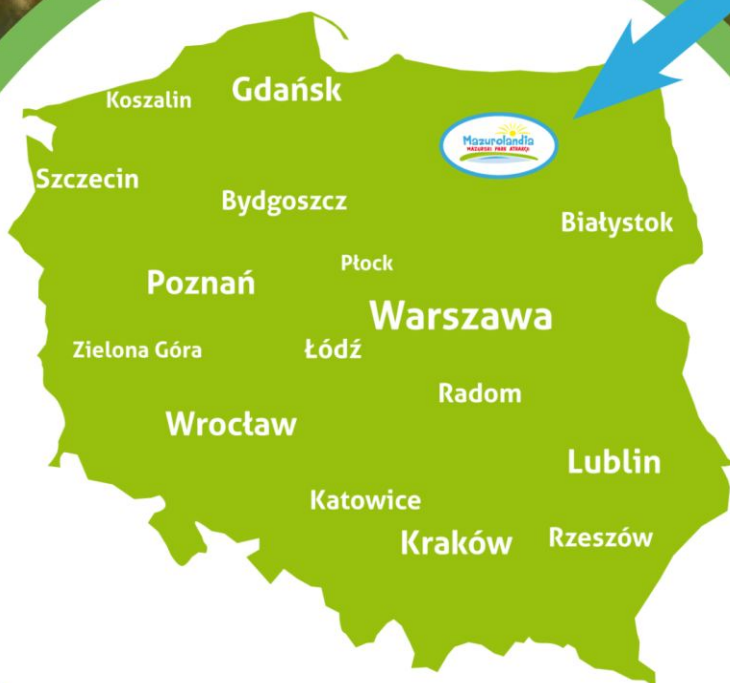 Gdańsk
Koszalin
Mazurolandia
MAZURSKI PARK ATRAKCJI
Szczecin
Bydgoszcz
Białystok
Płock
Poznań
Warszawa
Zielona Góra
Łódź
Radom
Wrocław
Lublin
Katowice
Kraków
Rzeszów